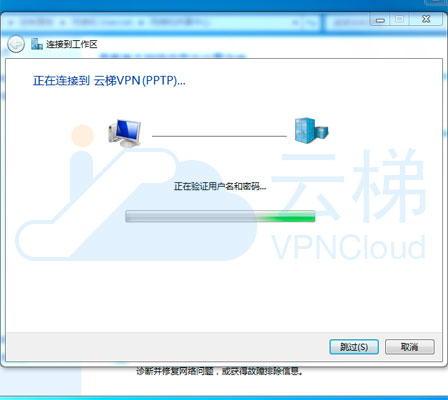 连接到工作区
正在连接到 云梯VPN(PPTP)...
正在验证用户名和密码...
云梯
VPNCloud
跳过(S)
取消
诊断并修复网络问题，或获得故障排除信息。